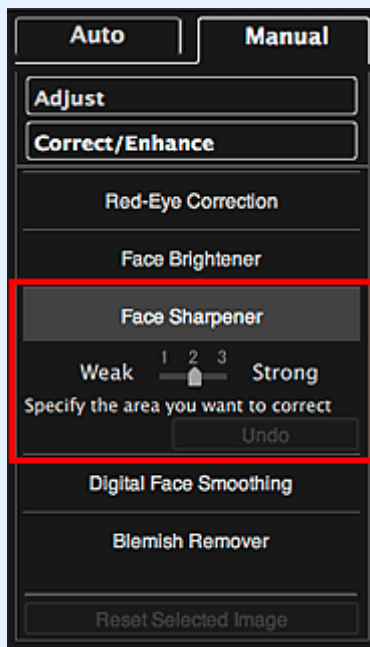 Auto Manual
Adjust
Correct/Enhance
Red-Eye Correction
Face Brightener
Face Sharpener
1 2 3
Weak Strong
Specify the area you want to correct
Undo
Digital Face Smoothing
Blemish Remover
Reset Selected Image